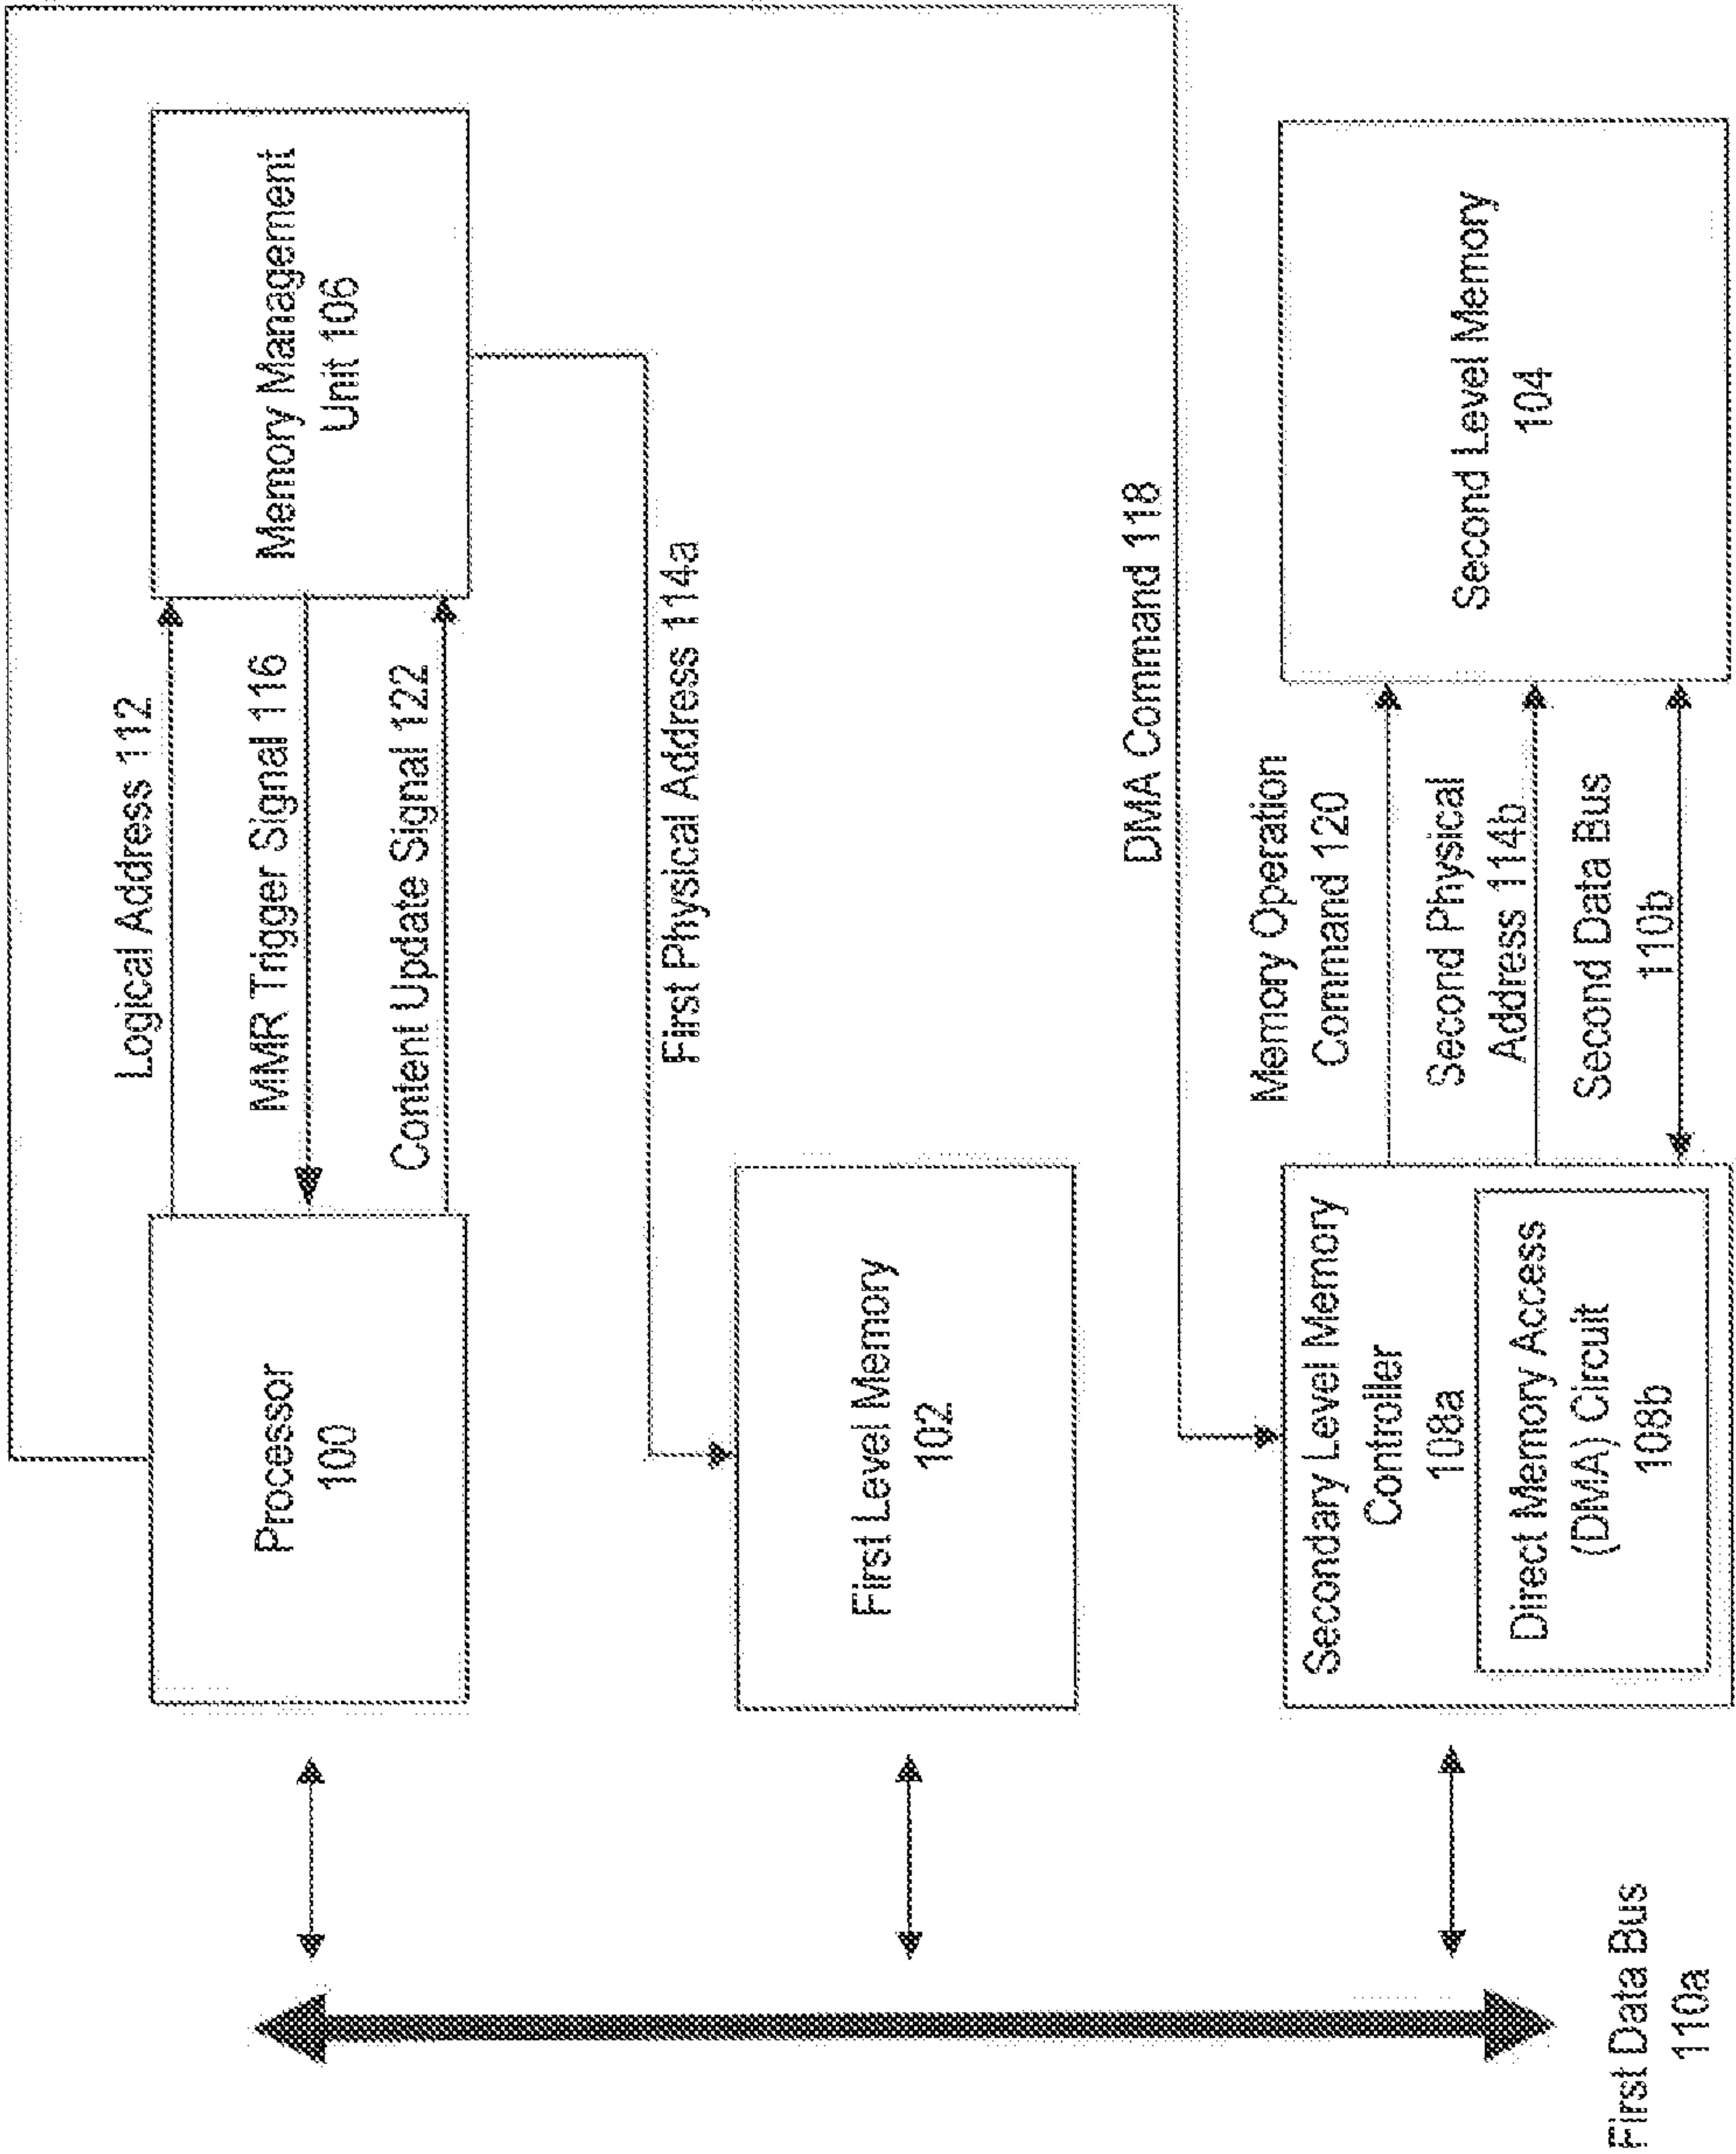 Processor
100
Logical Address 112
MMR Trigger Signal 116
Content Update Signal 122
Memory Management
Unit 106
First Physical Address 114a
First Level Memory
102
DMA Command 118
Secondary Level Memory
Controller
108a
Direct Memory Access
(DMA) Circuit
108b
Memory Operation
Command 120
Second Physical
Address 114b
Second Data Bus
110b
Second Level Memory
104
First Data Bus
110a